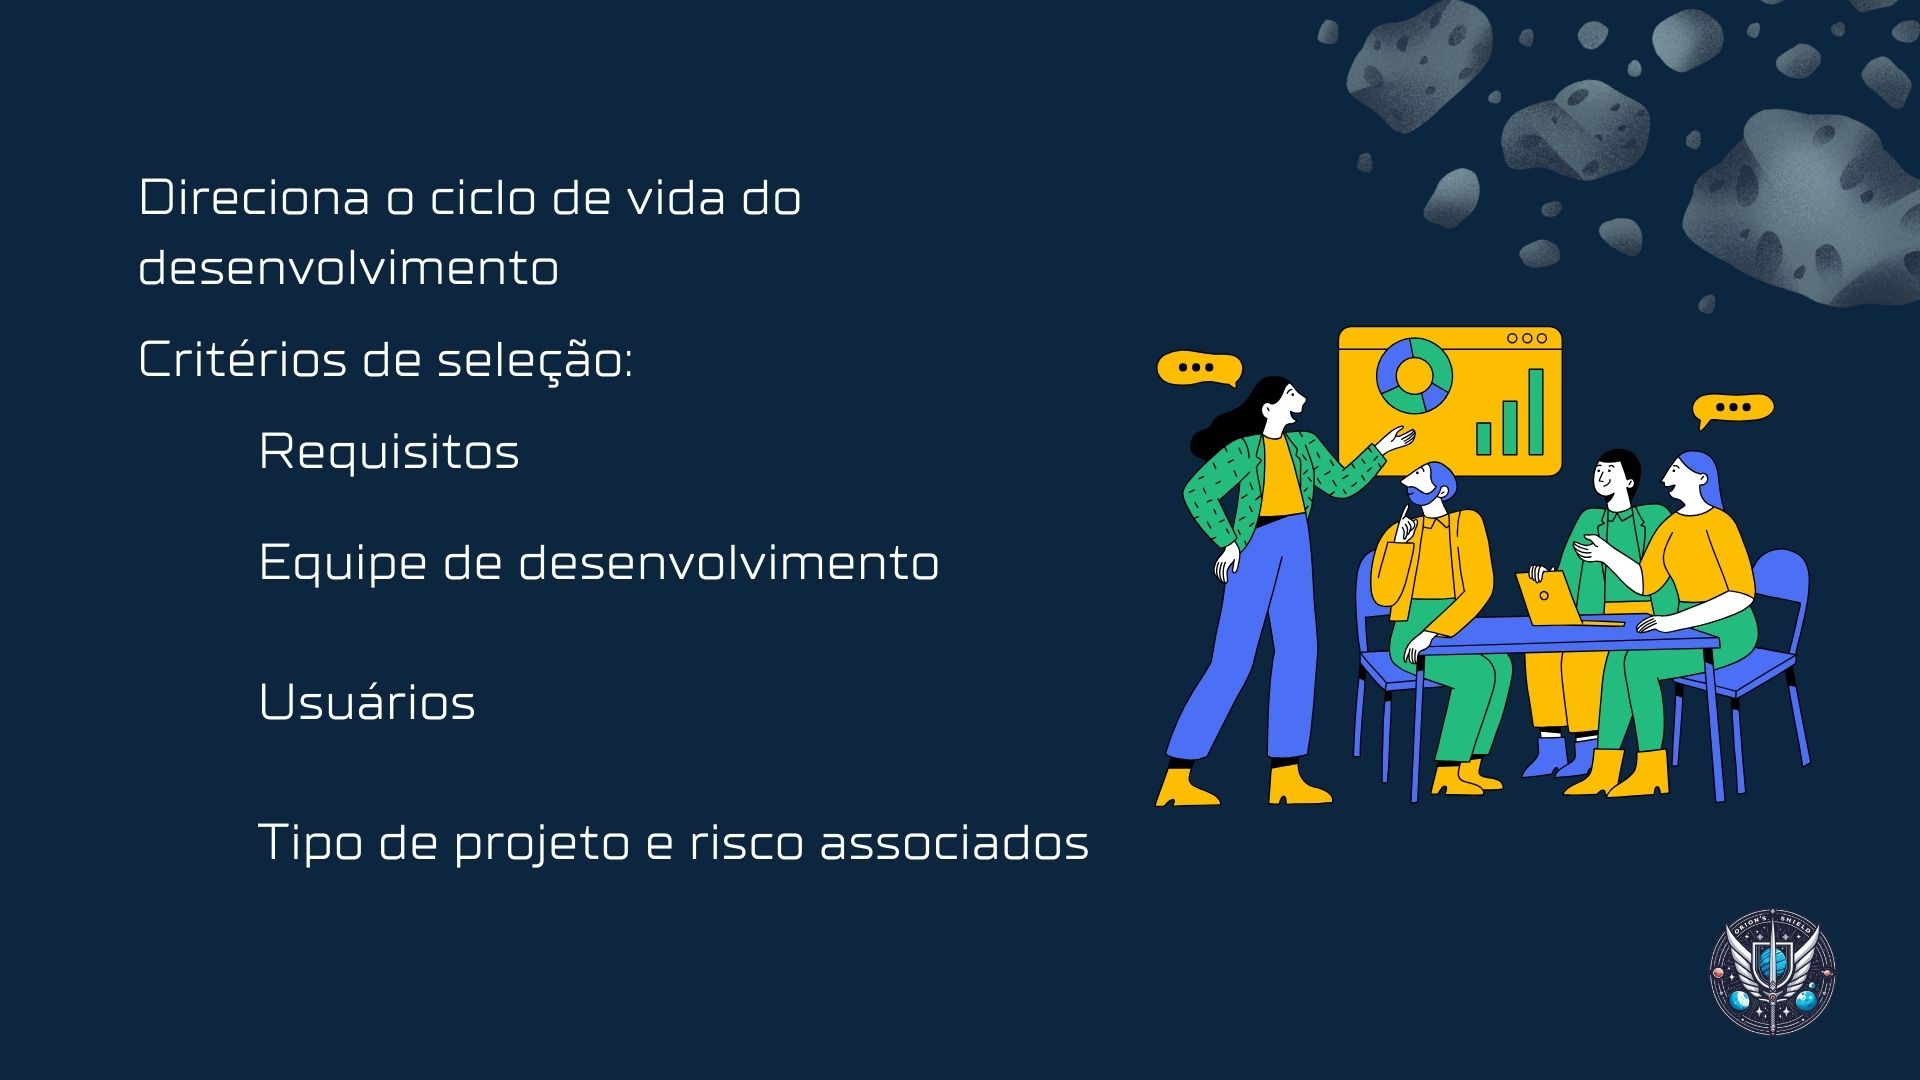 Direciona o ciclo de vida do
desenvolvimento
Critérios de seleção:
Requisitos
Equipe de desenvolvimento
Usuários
Tipo de projeto e risco associados
ORION'S SHIELD